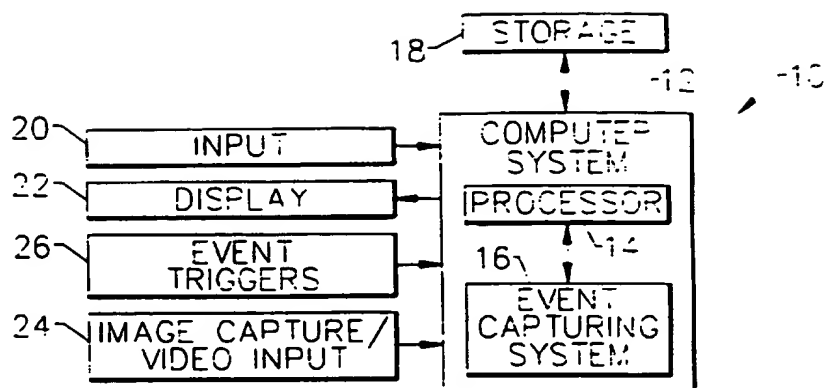 18 STORAGE
12
10
20 INPUT
COMPUTER
SYSTEM
22 DISPLAY
PROCESSOR
14
26 EVENT
TRIGGERS
16
24 IMAGE CAPTURE/
VIDEO INPUT
EVENT
CAPTURING
SYSTEM